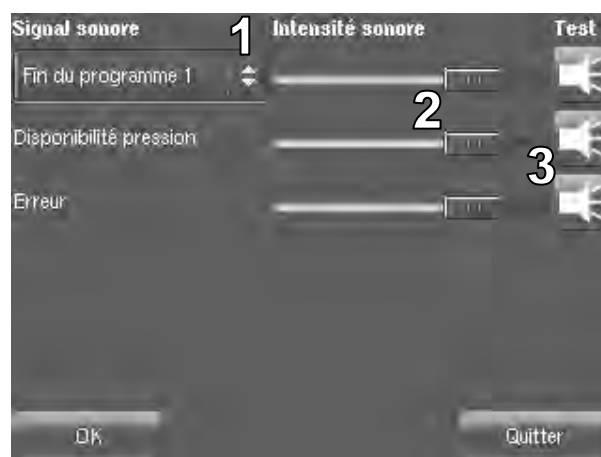 Signal sonore 1 Intensité sonore Test
Fin du programme 1
2
Disponibilité pression
3
Erreur
OK Quitter